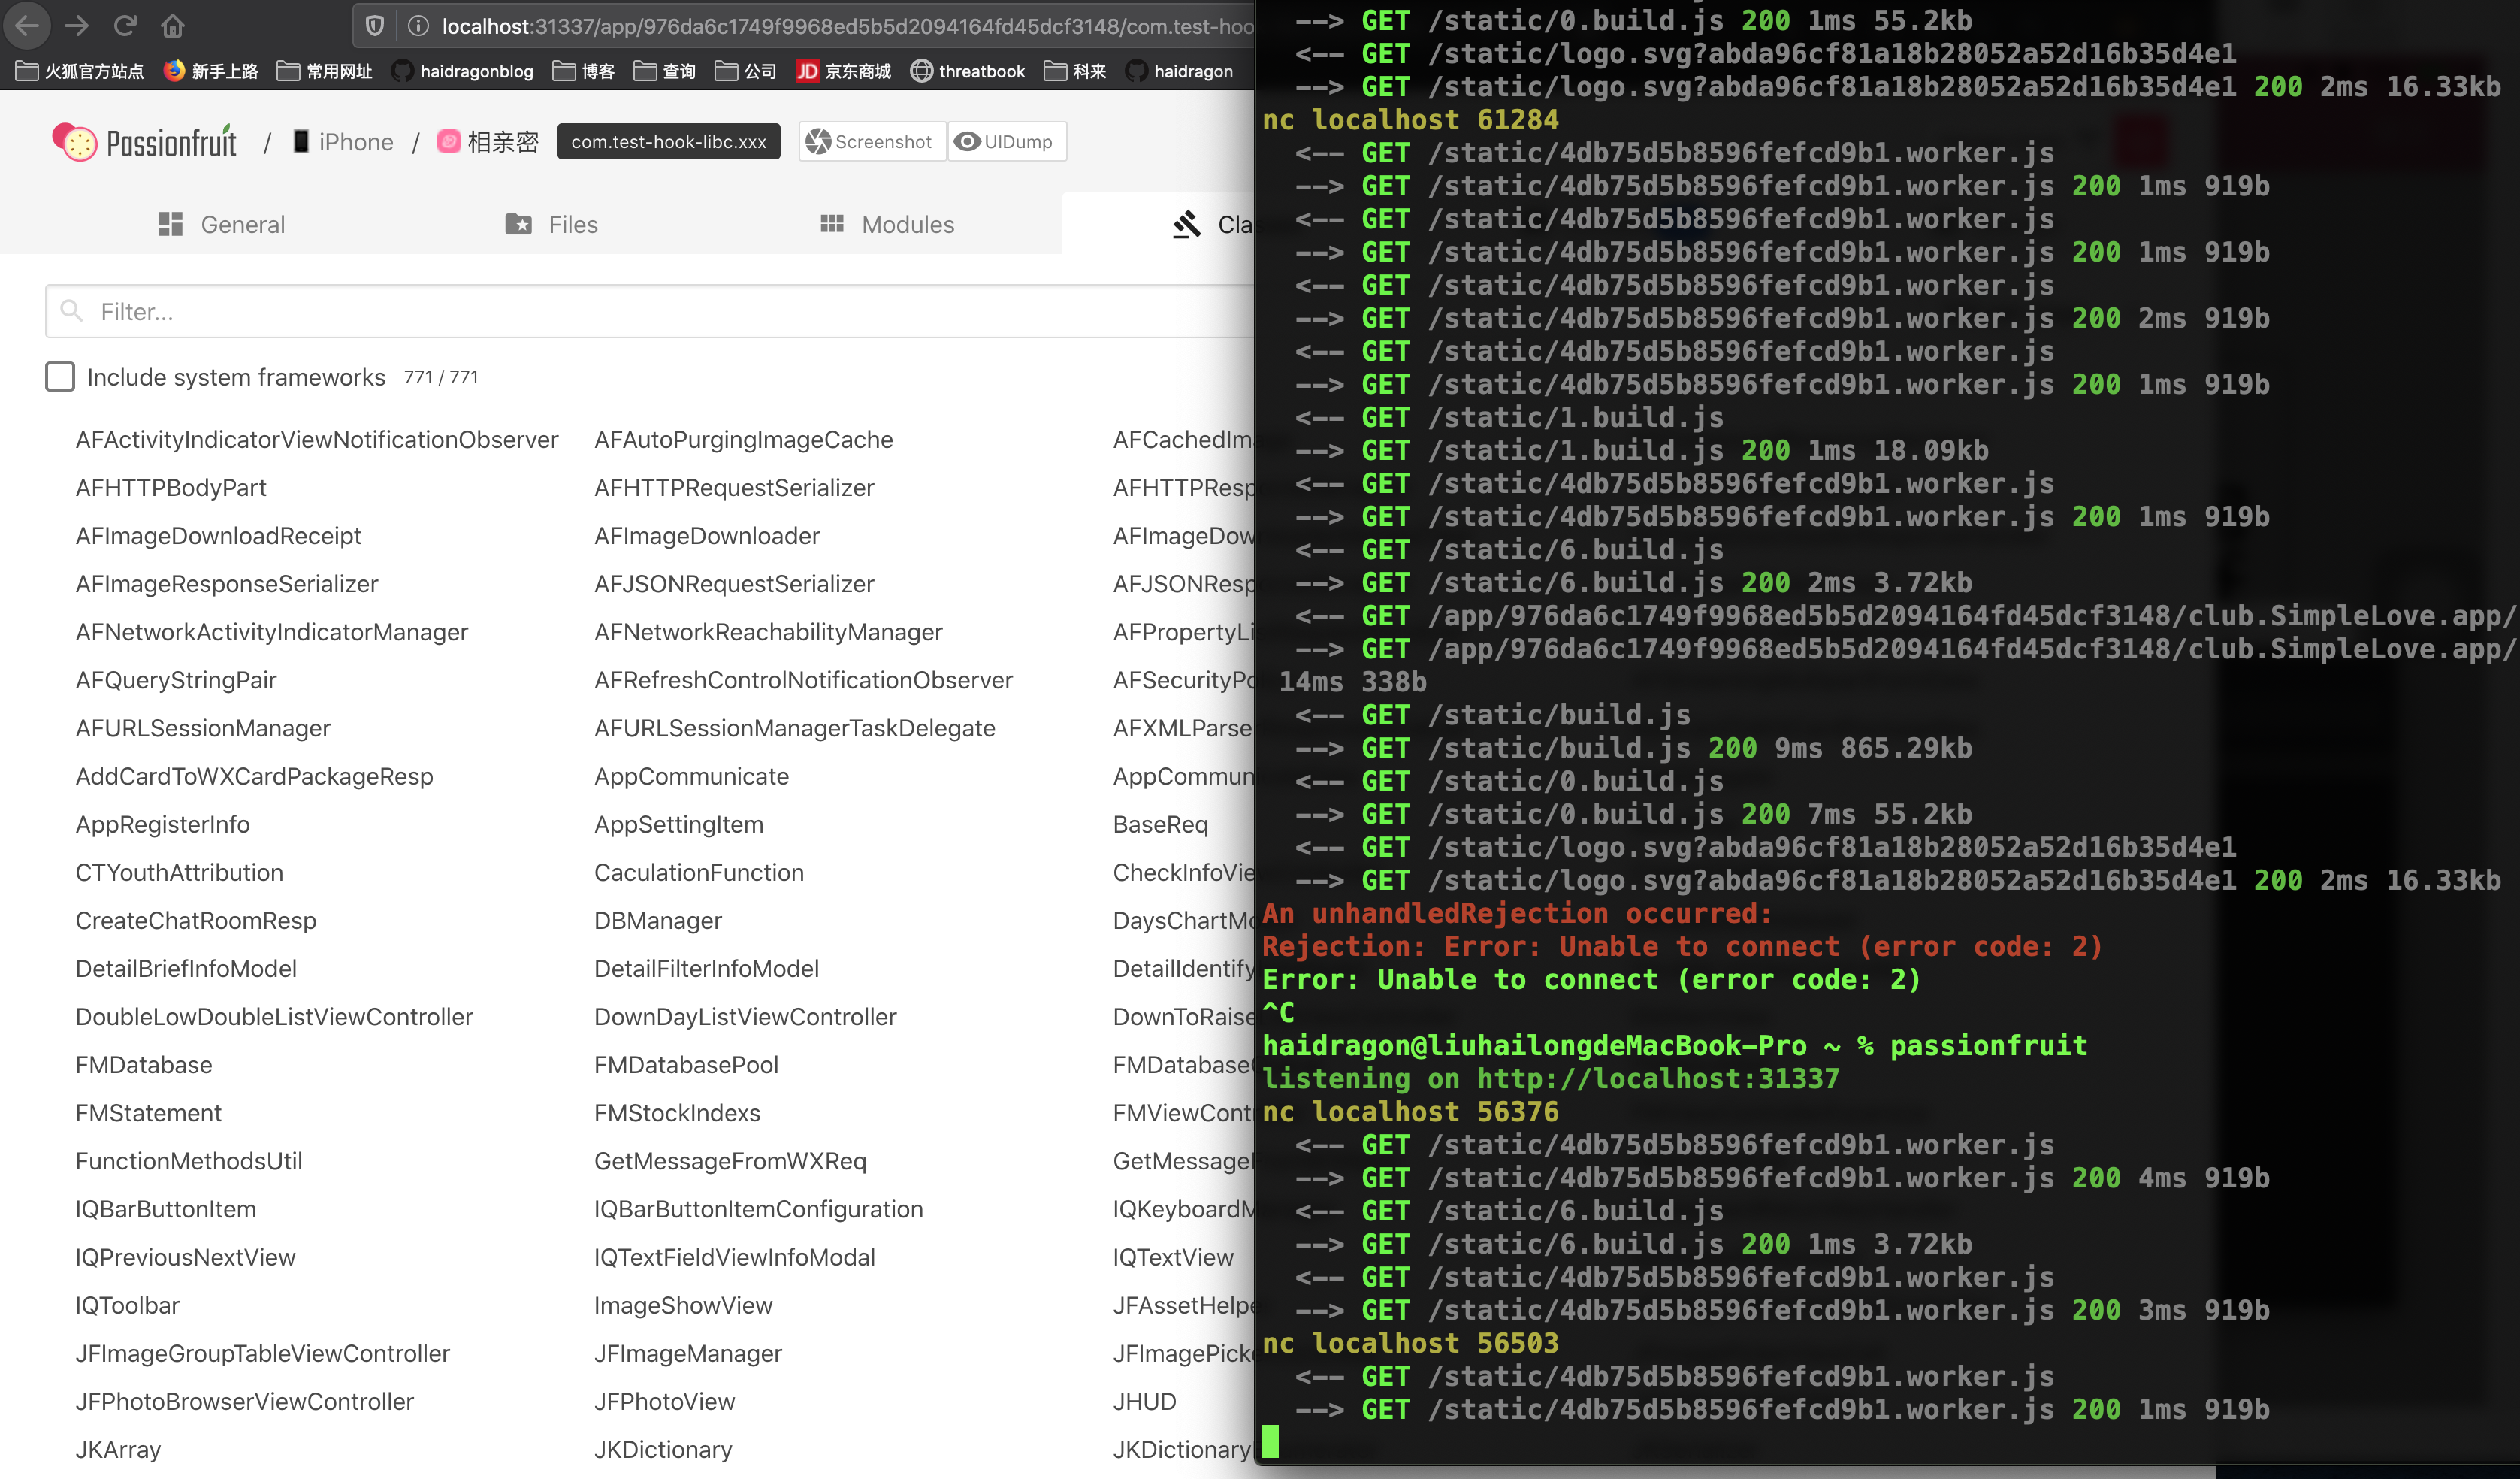 localhost:31337/app/976da6c1749f9968ed5b5d2094164fd45dcf3148/com.test-hoo
火狐官方站点 新手上路 常用网址 haidragonblog 博客 查询 公司 JD 京东商城 threatbook 科来 haidragon
Passionfruit / iPhone / 相亲密 com.test-hook-libc.xxx Screenshot UIDump
General Files Modules Cla
Filter...
Include system frameworks 771 / 771
AFActivityIndicatorViewNotificationObserver AFAutoPurgingImageCache AFCachedIm
AFHTTPBodyPart AFHTTPRequestSerializer AFHTTPResp
AFImageDownloadReceipt AFImageDownloader AFImageDow
AFImageResponseSerializer AFJSONRequestSerializer AFJSONResp
AFNetworkActivityIndicatorManager AFNetworkReachabilityManager AFPropertyLi
AFQueryStringPair AFRefreshControlNotificationObserver AFSecurityPo
AFURLSessionManager AFURLSessionManagerTaskDelegate AFXMLParse
AddCardToWXCardPackageResp AppCommunicate AppCommun
AppRegisterInfo AppSettingItem BaseReq
CTYouthAttribution CaculationFunction CheckInfoVie
CreateChatRoomResp DBManager DaysChartMo
DetailBriefInfoModel DetailFilterInfoModel DetailIdentify
DoubleLowDoubleListViewController DownDayListViewController DownToRaise
FMDatabase FMDatabasePool FMDatabase
FMStatement FMStockIndexs FMViewContr
FunctionMethodsUtil GetMessageFromWXReq GetMessage
IQBarButtonItem IQBarButtonItemConfiguration IQKeyboardM
IQPreviousNextView IQTextFieldViewInfoModal IQTextView
IQToolbar ImageShowView JFAssetHelpe
JFImageGroupTableViewController JFImageManager JFImagePick
JFPhotoBrowserViewController JFPhotoView JHUD
JKArray JKDictionary JKDictionary
--> GET /static/0.build.js 200 1ms 55.2kb
<-- GET /static/logo.svg?abda96cf81a18b28052a52d16b35d4e1
--> GET /static/logo.svg?abda96cf81a18b28052a52d16b35d4e1 200 2ms 16.33kb
nc localhost 61284
<-- GET /static/4db75d5b8596fefcd9b1.worker.js
--> GET /static/4db75d5b8596fefcd9b1.worker.js 200 1ms 919b
<-- GET /static/4db75d5b8596fefcd9b1.worker.js
--> GET /static/4db75d5b8596fefcd9b1.worker.js 200 1ms 919b
<-- GET /static/4db75d5b8596fefcd9b1.worker.js
--> GET /static/4db75d5b8596fefcd9b1.worker.js 200 2ms 919b
<-- GET /static/4db75d5b8596fefcd9b1.worker.js
--> GET /static/4db75d5b8596fefcd9b1.worker.js 200 1ms 919b
<-- GET /static/1.build.js
--> GET /static/1.build.js 200 1ms 18.09kb
<-- GET /static/4db75d5b8596fefcd9b1.worker.js
--> GET /static/4db75d5b8596fefcd9b1.worker.js 200 1ms 919b
<-- GET /static/6.build.js
--> GET /static/6.build.js 200 2ms 3.72kb
<-- GET /app/976da6c1749f9968ed5b5d2094164fd45dcf3148/club.SimpleLove.app/
--> GET /app/976da6c1749f9968ed5b5d2094164fd45dcf3148/club.SimpleLove.app/
14ms 338b
<-- GET /static/build.js
--> GET /static/build.js 200 9ms 865.29kb
<-- GET /static/0.build.js
--> GET /static/0.build.js 200 7ms 55.2kb
<-- GET /static/logo.svg?abda96cf81a18b28052a52d16b35d4e1
--> GET /static/logo.svg?abda96cf81a18b28052a52d16b35d4e1 200 2ms 16.33kb
An unhandledRejection occurred:
Rejection: Error: Unable to connect (error code: 2)
Error: Unable to connect (error code: 2)
^C
haidragon@liuhailongdeMacBook-Pro ~ % passionfruit
listening on http://localhost:31337
nc localhost 56376
<-- GET /static/4db75d5b8596fefcd9b1.worker.js
--> GET /static/4db75d5b8596fefcd9b1.worker.js 200 4ms 919b
<-- GET /static/6.build.js
--> GET /static/6.build.js 200 1ms 3.72kb
<-- GET /static/4db75d5b8596fefcd9b1.worker.js
--> GET /static/4db75d5b8596fefcd9b1.worker.js 200 3ms 919b
nc localhost 56503
<-- GET /static/4db75d5b8596fefcd9b1.worker.js
--> GET /static/4db75d5b8596fefcd9b1.worker.js 200 1ms 919b